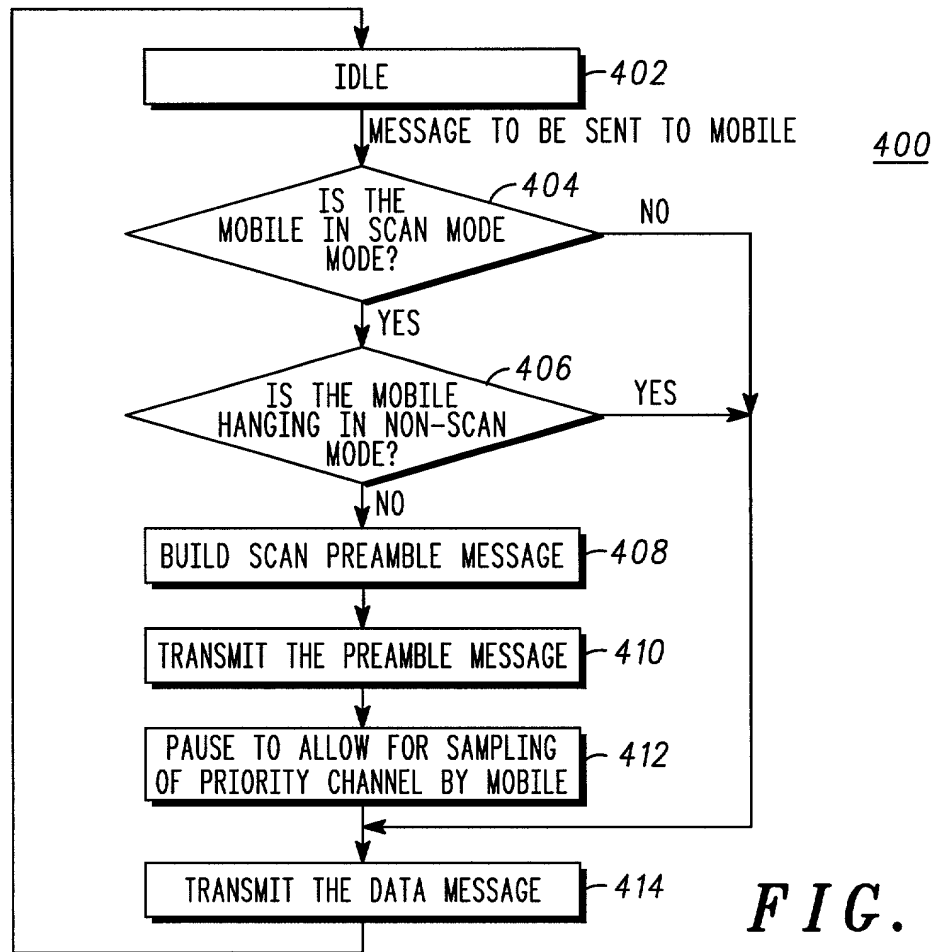 IDLE
402
MESSAGE TO BE SENT TO MOBILE
400
404
IS THE
MOBILE IN SCAN MODE
MODE?
NO
YES
406
IS THE MOBILE
HANGING IN NON-SCAN
MODE?
YES
NO
BUILD SCAN PREAMBLE MESSAGE
408
TRANSMIT THE PREAMBLE MESSAGE
410
PAUSE TO ALLOW FOR SAMPLING
OF PRIORITY CHANNEL BY MOBILE
412
TRANSMIT THE DATA MESSAGE
414
FIG.